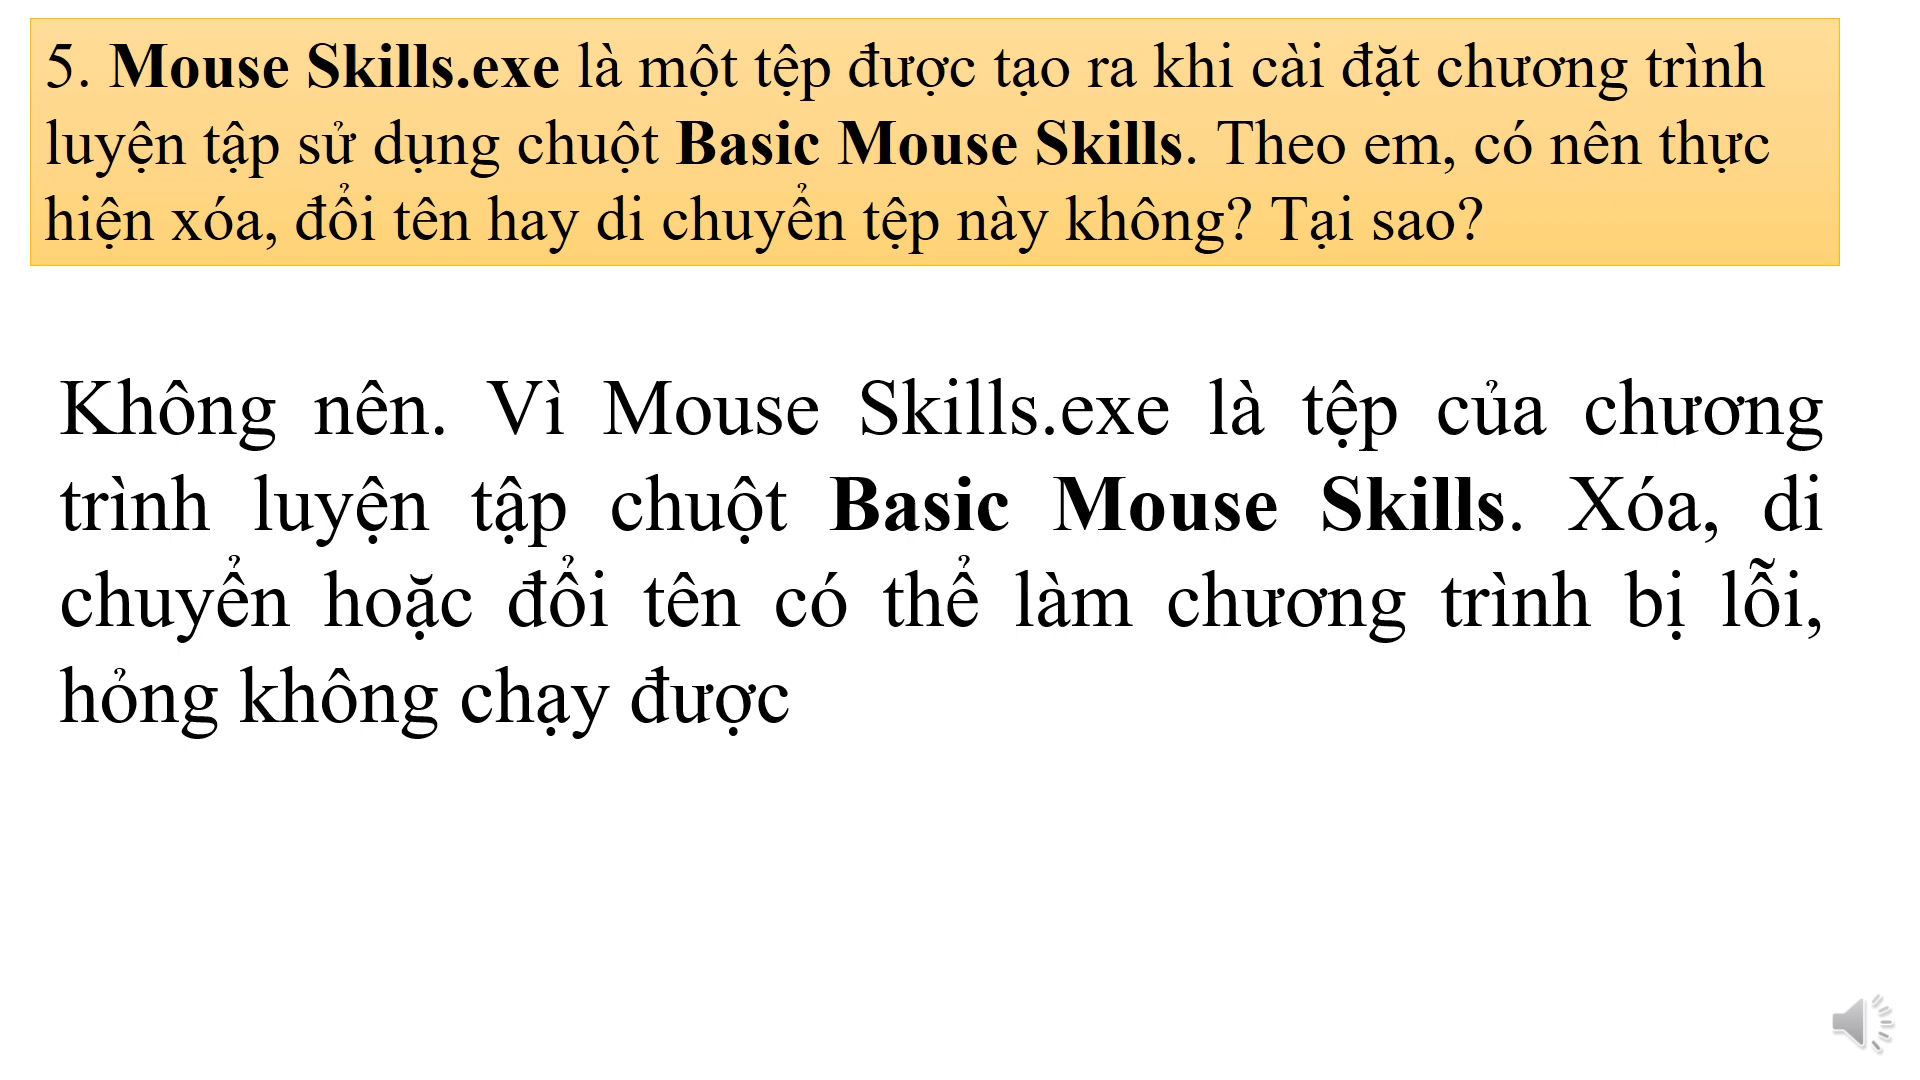 5. Mouse Skills.exe là một tệp được tạo ra khi cài đặt chương trình
luyện tập sử dụng chuột Basic Mouse Skills. Theo em, có nên thực
hiện xóa, đổi tên hay di chuyển tệp này không? Tại sao?
Không nên. Vì Mouse Skills.exe là tệp của chương
trình luyện tập chuột Basic Mouse Skills. Xóa, di
chuyển hoặc đổi tên có thể làm chương trình bị lỗi,
hỏng không chạy được